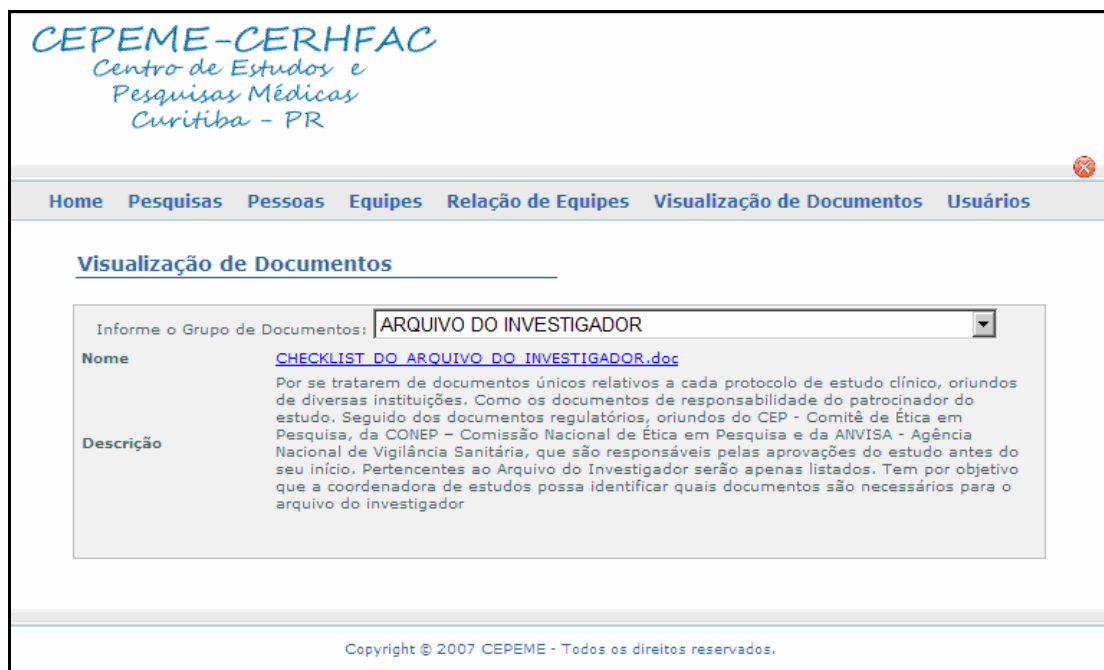 CEPEME-CERHFAC
Centro de Estudos e
Pesquisas Médicas
Curitiba - PR
Home Pesquisas Pessoas Equipes Relação de Equipes Visualização de Documentos Usuários
Visualização de Documentos
Informe o Grupo de Documentos: ARQUIVO DO INVESTIGADOR
Nome CHECKLIST_DO_ARQUIVO_DO_INVESTIGADOR.doc
Descrição
Por se tratarem de documentos únicos relativos a cada protocolo de estudo clínico, oriundos
de diversas instituições. Como os documentos de responsabilidade do patrocinador do
estudo. Seguido dos documentos regulatórios, oriundos do CEP - Comitê de Ética em
Pesquisa, da CONEP – Comissão Nacional de Ética em Pesquisa e da ANVISA - Agência
Nacional de Vigilância Sanitária, que são responsáveis pelas aprovações do estudo antes do
seu início. Pertencentes ao Arquivo do Investigador serão apenas listados. Tem por objetivo
que a coordenadora de estudos possa identificar quais documentos são necessários para o
arquivo do investigador
Copyright © 2007 CEPEME - Todos os direitos reservados.